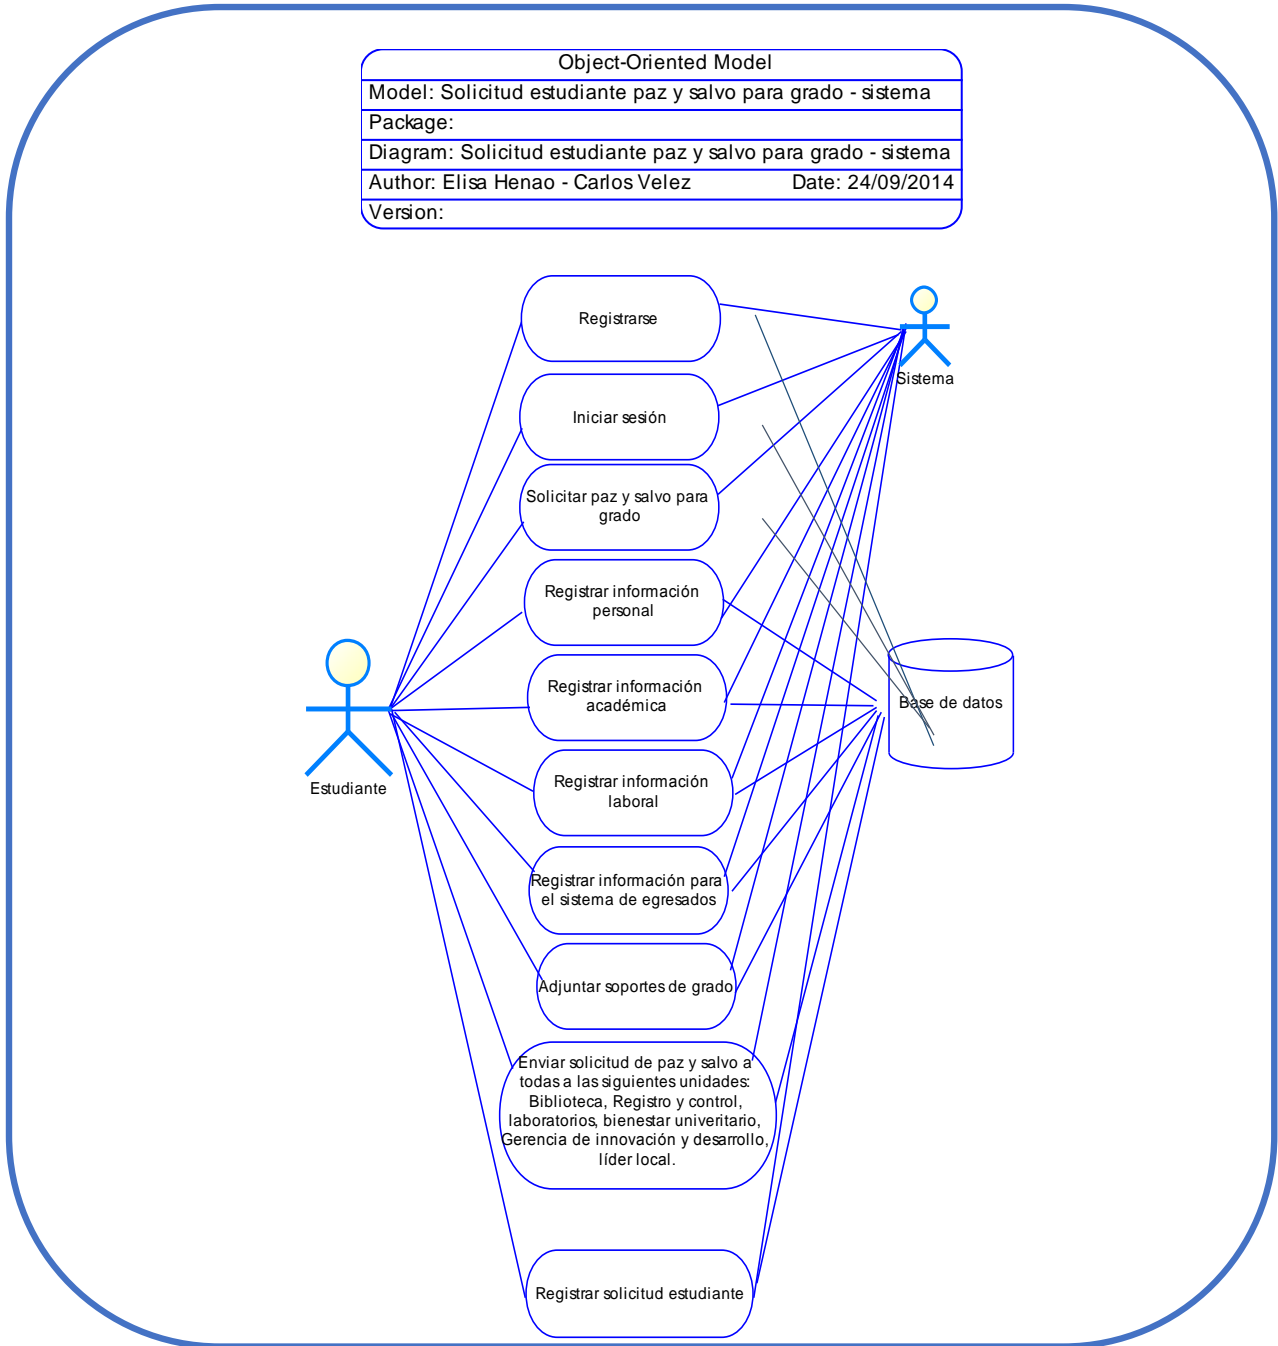 Object-Oriented Model
Model: Solicitud estudiante paz y salvo para grado - sistema
Package:
Diagram: Solicitud estudiante paz y salvo para grado - sistema
Author: Elisa Henao - Carlos Velez Date: 24/09/2014
Version:
Registrarse
Sistema
Iniciar sesión
Solicitar paz y salvo para
grado
Registrar información
personal
Registrar información
académica
Base de datos
Estudiante
Registrar información
laboral
Registrar información para
el sistema de egresados
Adjuntar soportes de grado
Enviar solicitud de paz y salvo a
todas a las siguientes unidades:
Biblioteca, Registro y control,
laboratorios, bienestar univeritario,
Gerencia de innovación y desarrollo,
líder local.
Registrar solicitud estudiante